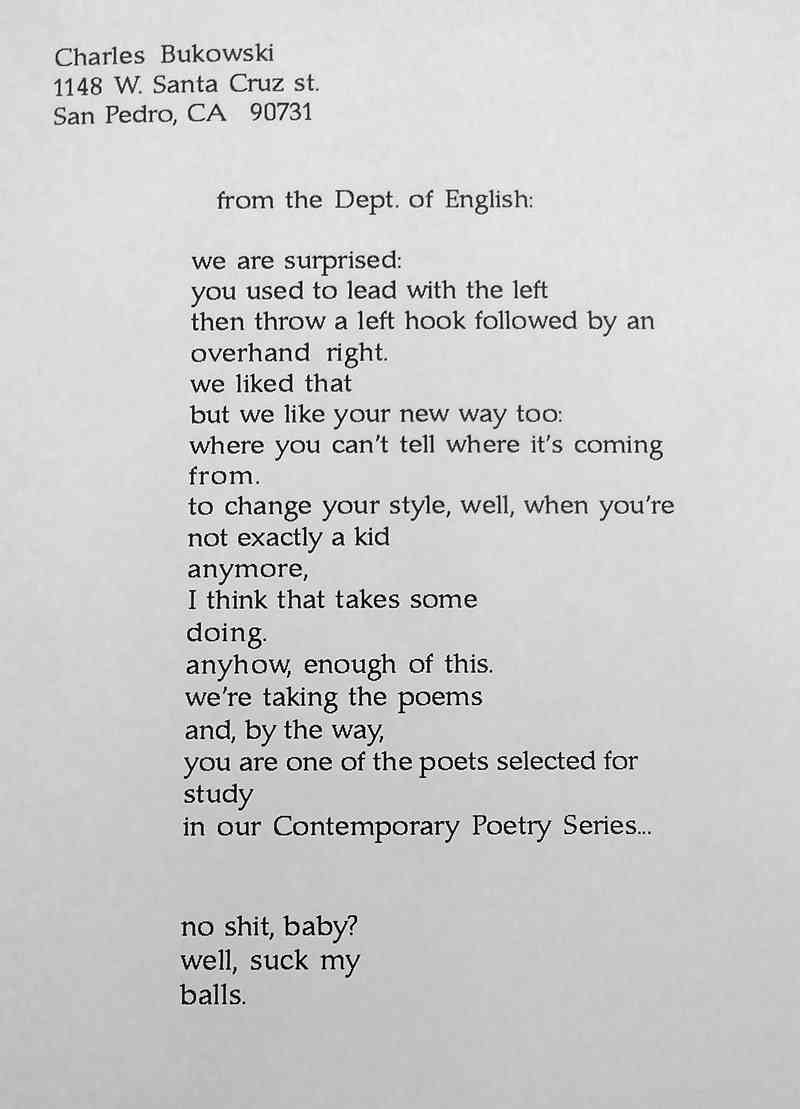 Charles Bukowski
1148 W. Santa Cruz st.
San Pedro, CA 90731
from the Dept. of English:
we are surprised:
you used to lead with the left
then throw a left hook followed by an
overhand right.
we liked that
but we like your new way too:
where you can't tell where it's coming
from.
to change your style, well, when you're
not exactly a kid
anymore,
I think that takes some
doing.
anyhow, enough of this.
we're taking the poems
and, by the way,
you are one of the poets selected for
study
in our Contemporary Poetry Series...
no shit, baby?
well, suck my
balls.